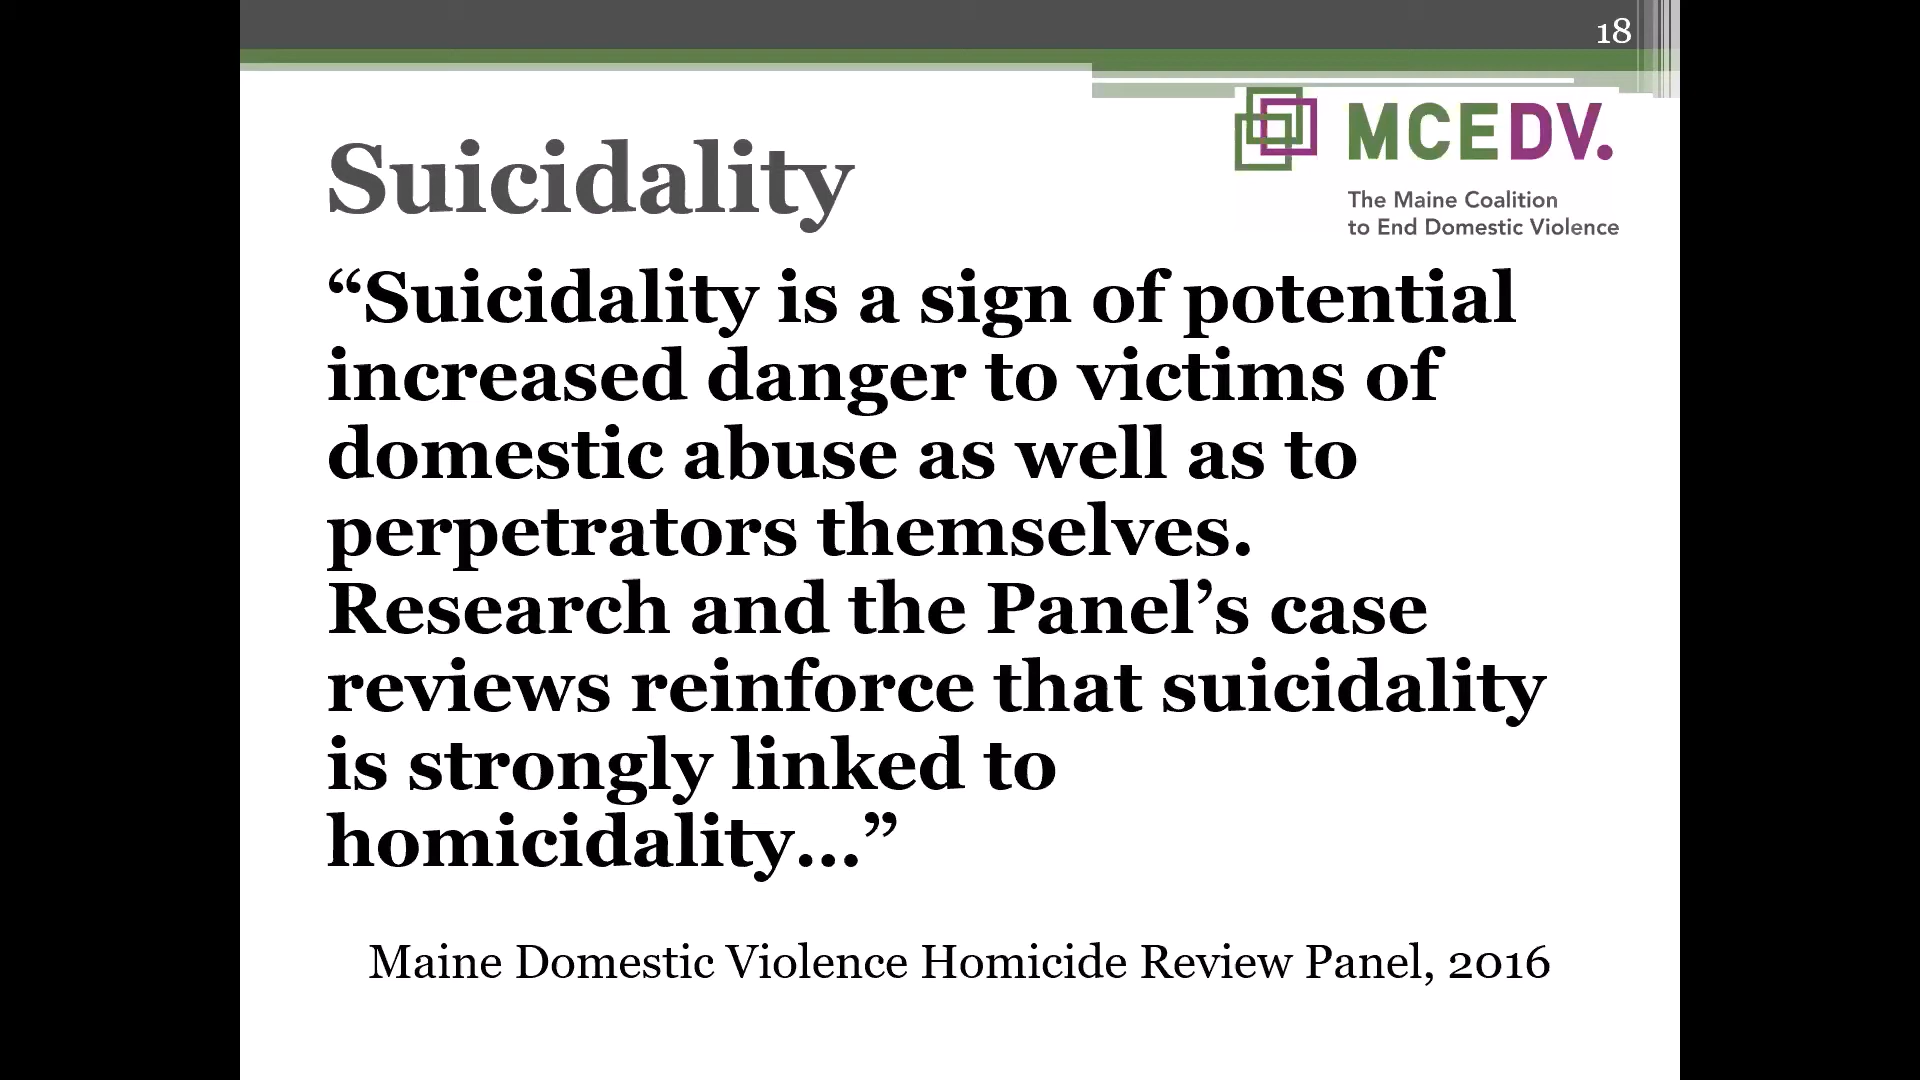 18
MCEDV.
The Maine Coalition
to End Domestic Violence
Suicidality
“Suicidality is a sign of potential
increased danger to victims of
domestic abuse as well as to
perpetrators themselves.
Research and the Panel’s case
reviews reinforce that suicidality
is strongly linked to
homicidality…”
Maine Domestic Violence Homicide Review Panel, 2016